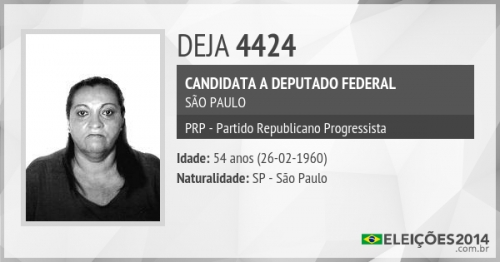 DEJA 4424
CANDIDATA A DEPUTADO FEDERAL
SÃO PAULO
PRP - Partido Republicano Progressista
Idade: 54 anos (26-02-1960)
Naturalidade: SP - São Paulo
ELEIÇÕES2014
.com.br